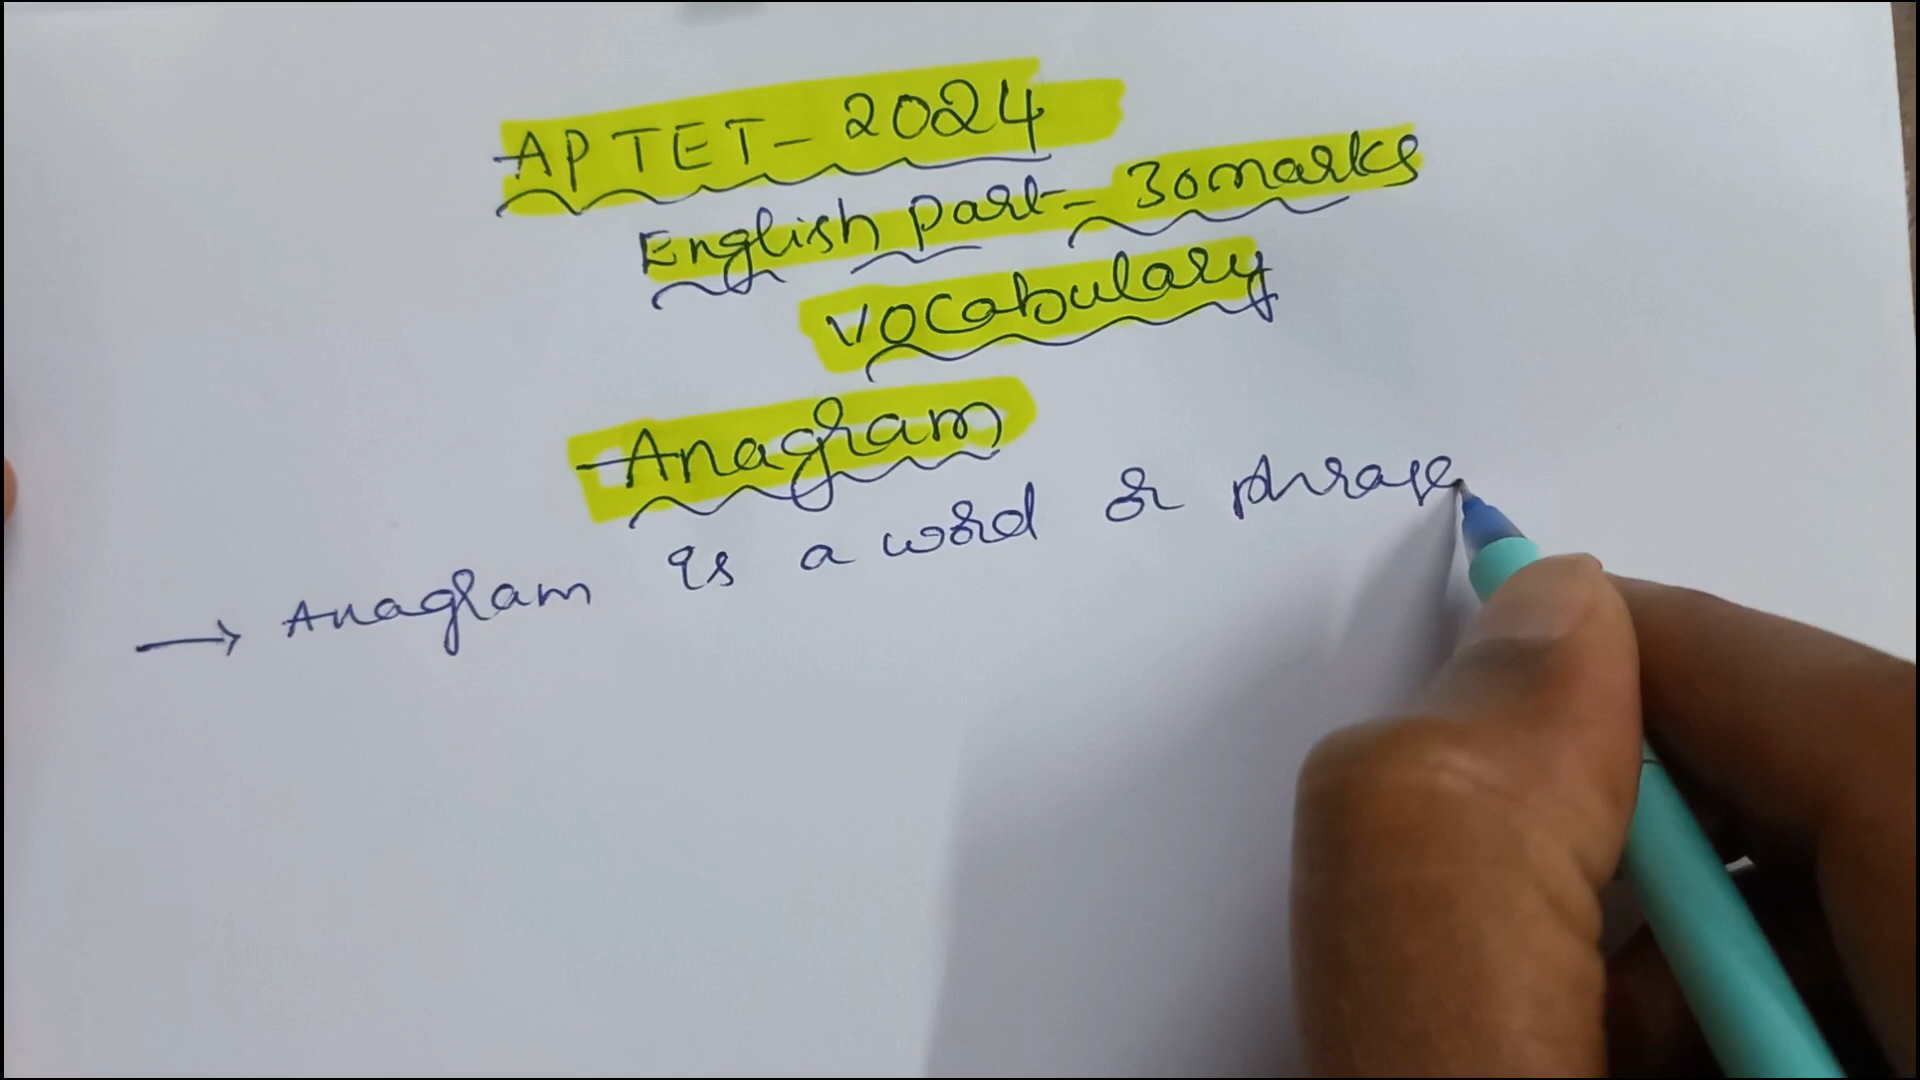 APTET- 2024
English part- 30marks
vocabulary
Anagram
→ Anagram is a word or phrase